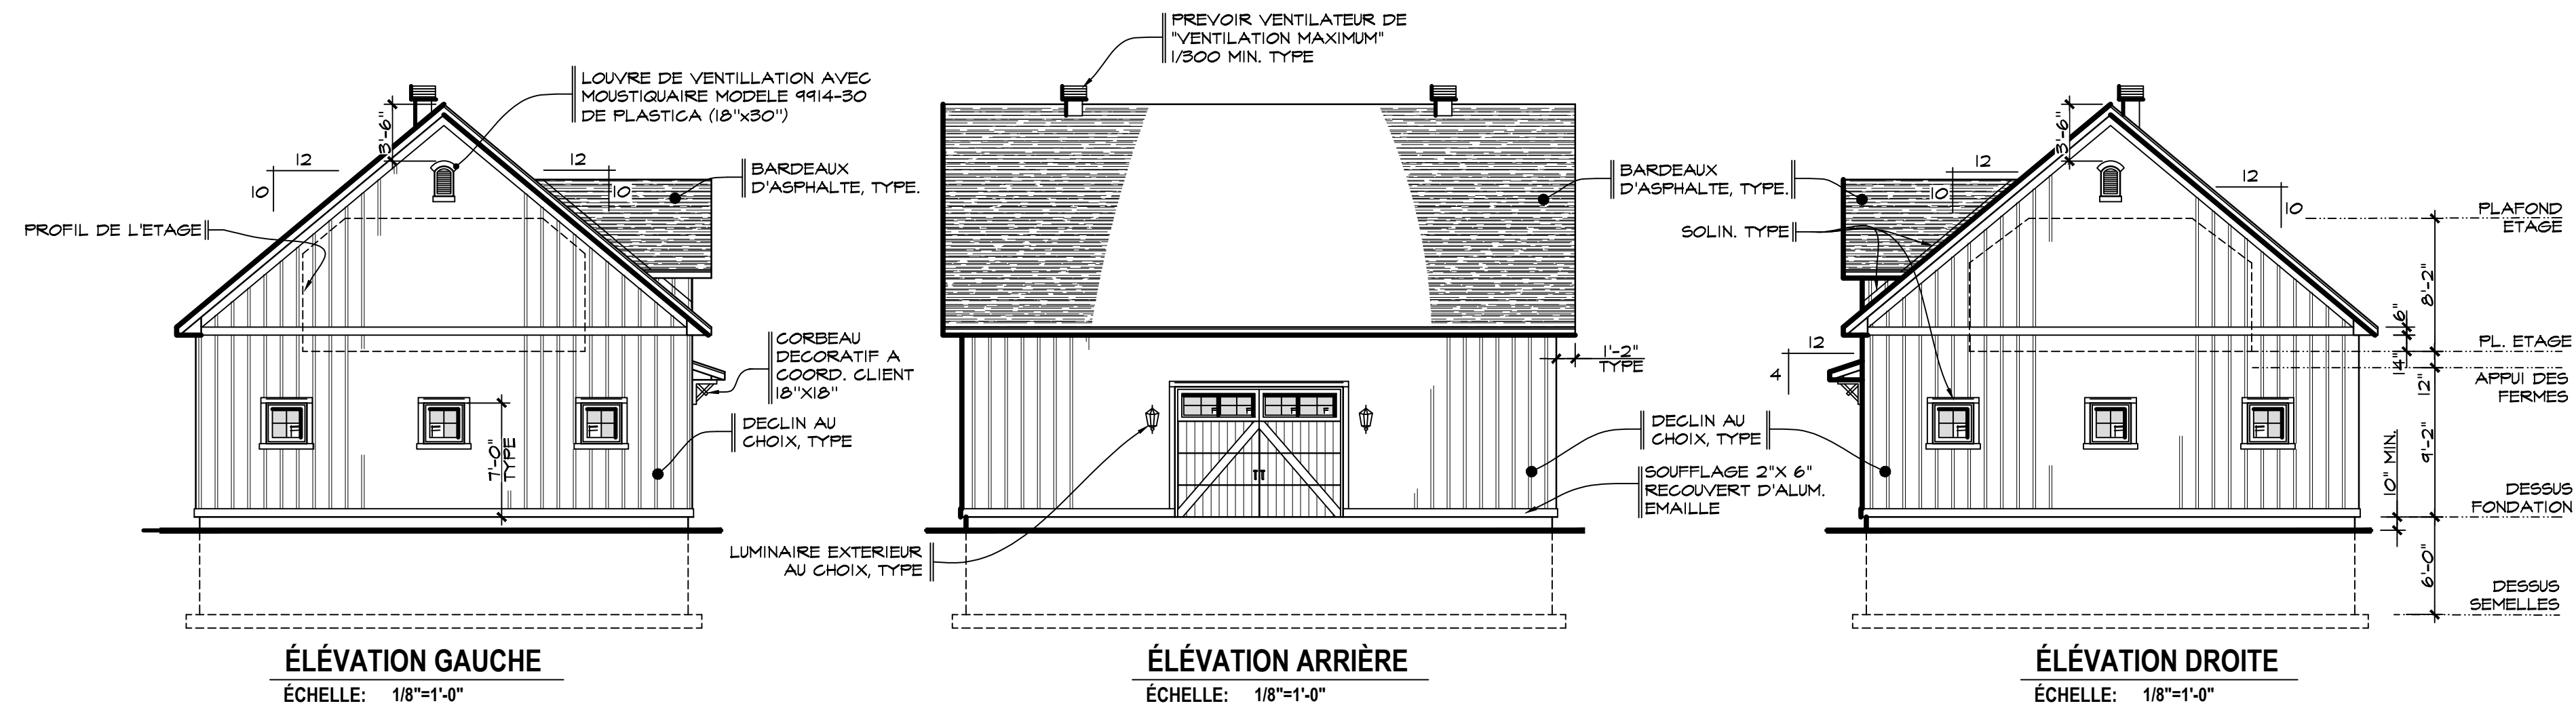 PREVOIR VENTILATEUR DE
"VENTILATION MAXIMUM"
1/300 MIN. TYPE
LOUVRE DE VENTILLATION AVEC
MOUSTIQUAIRE MODELE 9914-30
DE PLASTICA (18"x30")
3'-6"
12
10
12
10
BARDEAUX
D'ASPHALTE, TYPE.
PROFIL DE L'ETAGE
CORBEAU
DECORATIF A
COORD. CLIENT
18"X18"
DECLIN AU
CHOIX, TYPE
7'-0"
TYPE
F
F
F
ÉLÉVATION GAUCHE
ÉCHELLE: 1/8"=1'-0"
1'-2"
TYPE
F
F
F
F
LUMINAIRE EXTERIEUR
AU CHOIX, TYPE
ÉLÉVATION ARRIÈRE
ÉCHELLE: 1/8"=1'-0"
BARDEAUX
D'ASPHALTE, TYPE.
SOLIN. TYPE
DECLIN AU
CHOIX, TYPE
SOUFFLAGE 2"X 6"
RECOUVERT D'ALUM.
EMAILLE
3'-6"
12
10
12
10
12
4
F
F
F
PLAFOND
ETAGE
8'-2"
6"
PL. ETAGE
14"
12"
APPUI DES
FERMES
9'-2"
10" MIN.
DESSUS
FONDATION
6'-0"
DESSUS
SEMELLES
ÉLÉVATION DROITE
ÉCHELLE: 1/8"=1'-0"